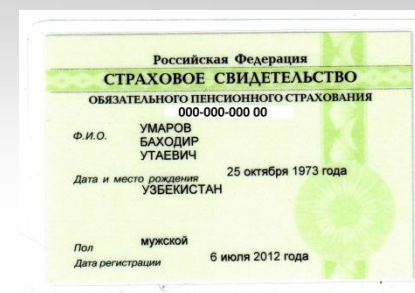 Российская Федерация
СТРАХОВОЕ СВИДЕТЕЛЬСТВО
ОБЯЗАТЕЛЬНОГО ПЕНСИОННОГО СТРАХОВАНИЯ
000-000-000 00
Ф.И.О. УМАРОВ
БАХОДИР
УТАЕВИЧ
Дата и место рождения 25 октября 1973 года
УЗБЕКИСТАН
Пол мужской
Дата регистрации 6 июля 2012 года